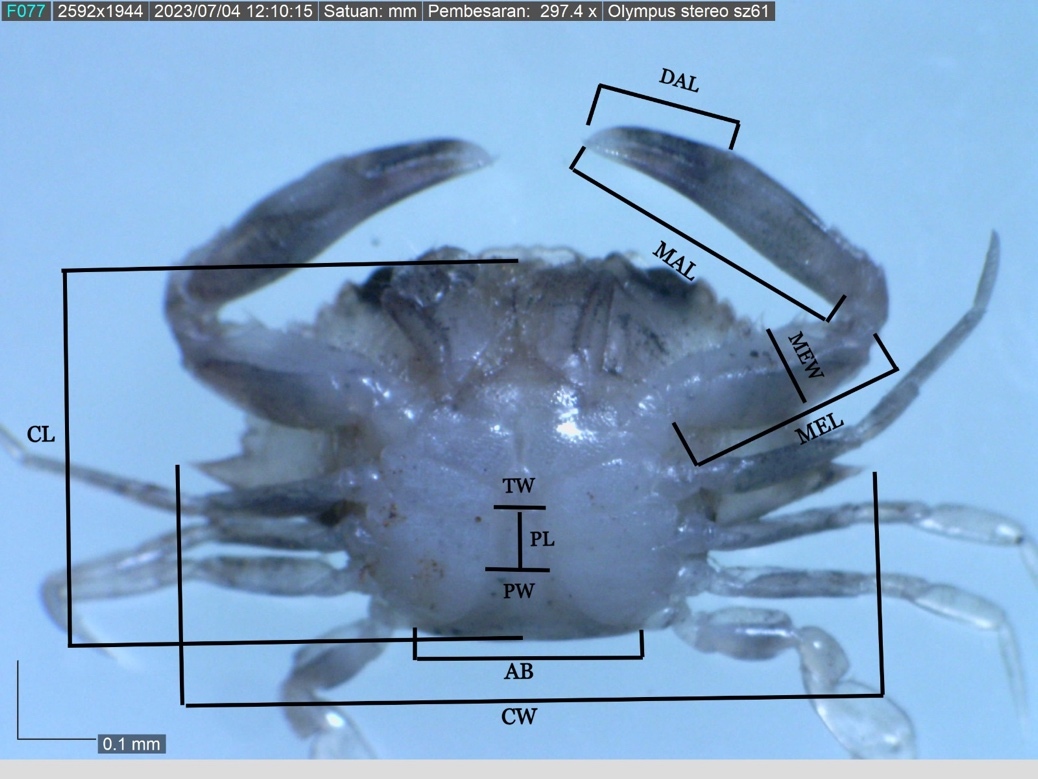 F077 2592x1944 2023/07/04 12:10:15 Satuan: mm Pembesaran: 297.4 x Olympus stereo sz61
DAL
MAL
MEW
MEL
CL
TW
PL
PW
AB
CW
0.1 mm